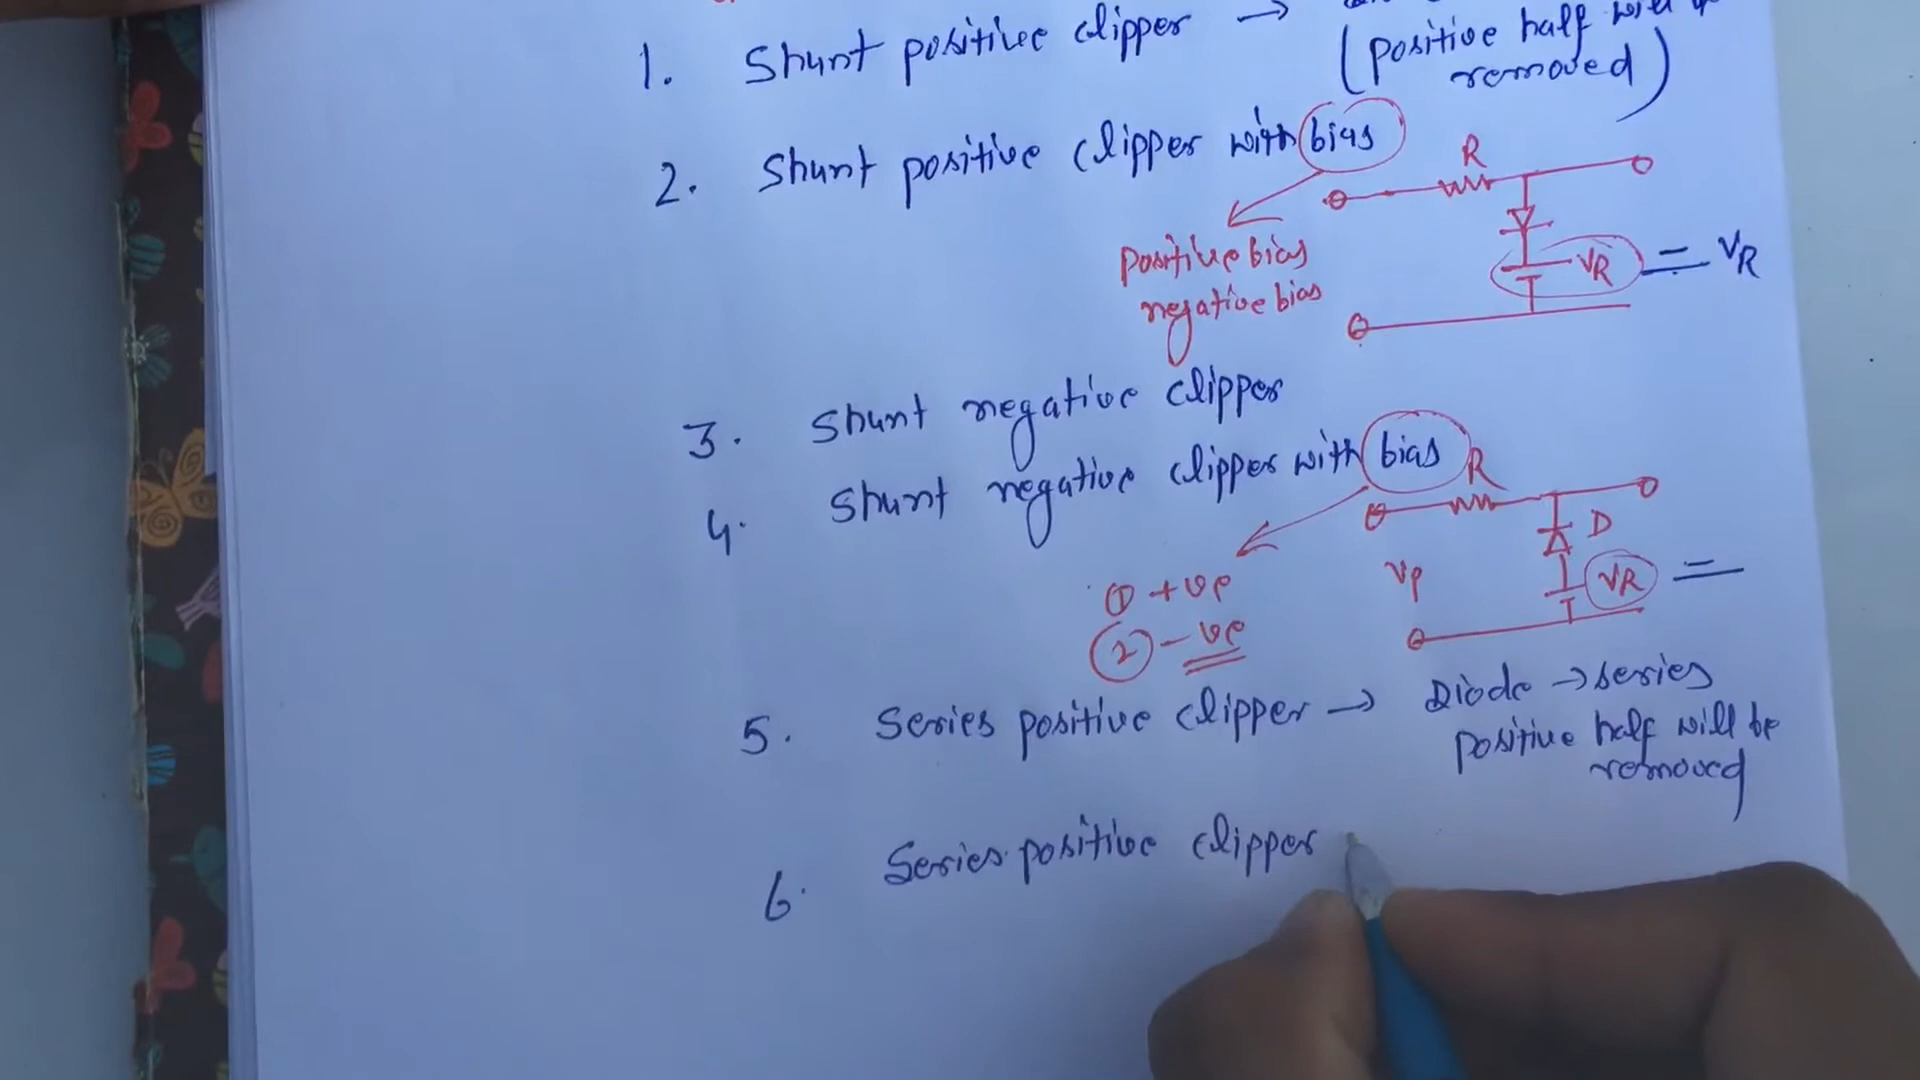 1. Shunt positive clipper →
(positive half will
removed)
2. Shunt positive clipper with bias
R
Positive bias
negative bias
VR = VR
3. Shunt negative clipper
4. Shunt negative clipper with bias
R
D
① +ve
Vp
VR =
② -ve
5. Series positive clipper → Diode → series
positive half will be
removed
6. Series positive clipper